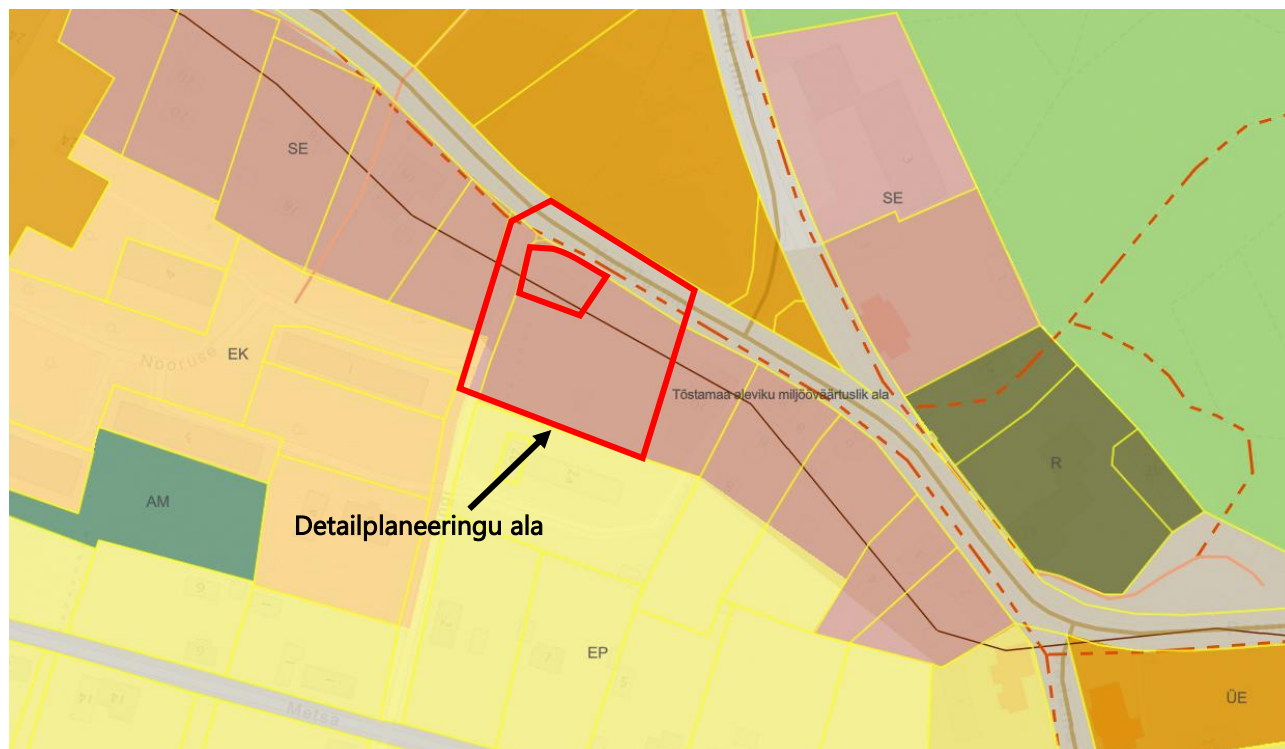 SE
SE
Nooruse
EK
Tõstamaa aleviku miljööväärtuslik ala
R
AM
Detailplaneeringu ala
EP
Metsa
ÜE